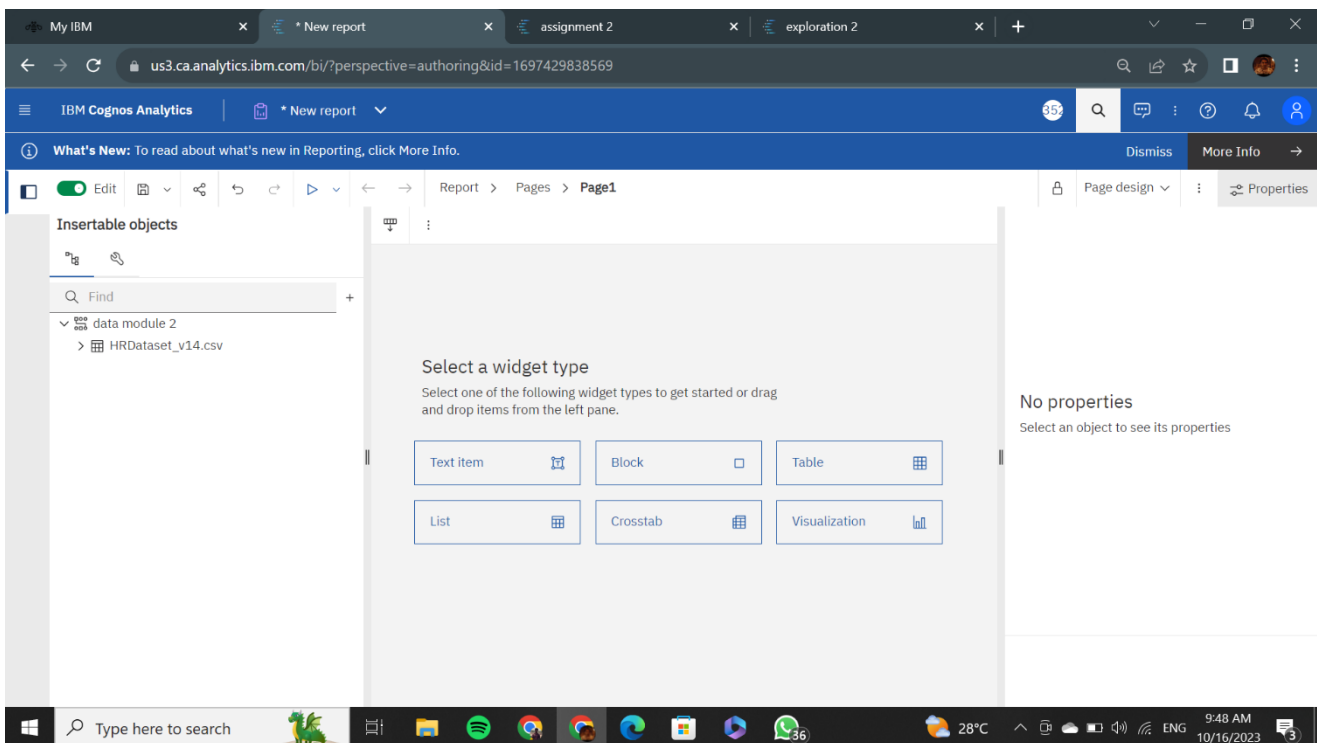 My IBM
* New report
assignment 2
exploration 2
us3.ca.analytics.ibm.com/bi/?perspective=authoring&id=1697429838569
IBM Cognos Analytics
* New report
352
What's New: To read about what's new in Reporting, click More Info.
Dismiss
More Info
Edit
Report > Pages > Page1
Page design
Properties
Insertable objects
Find
data module 2
HRDataset_v14.csv
Select a widget type
Select one of the following widget types to get started or drag
and drop items from the left pane.
Text item
Block
Table
List
Crosstab
Visualization
No properties
Select an object to see its properties
Type here to search
36
28°C
ENG
9:48 AM
10/16/2023
3